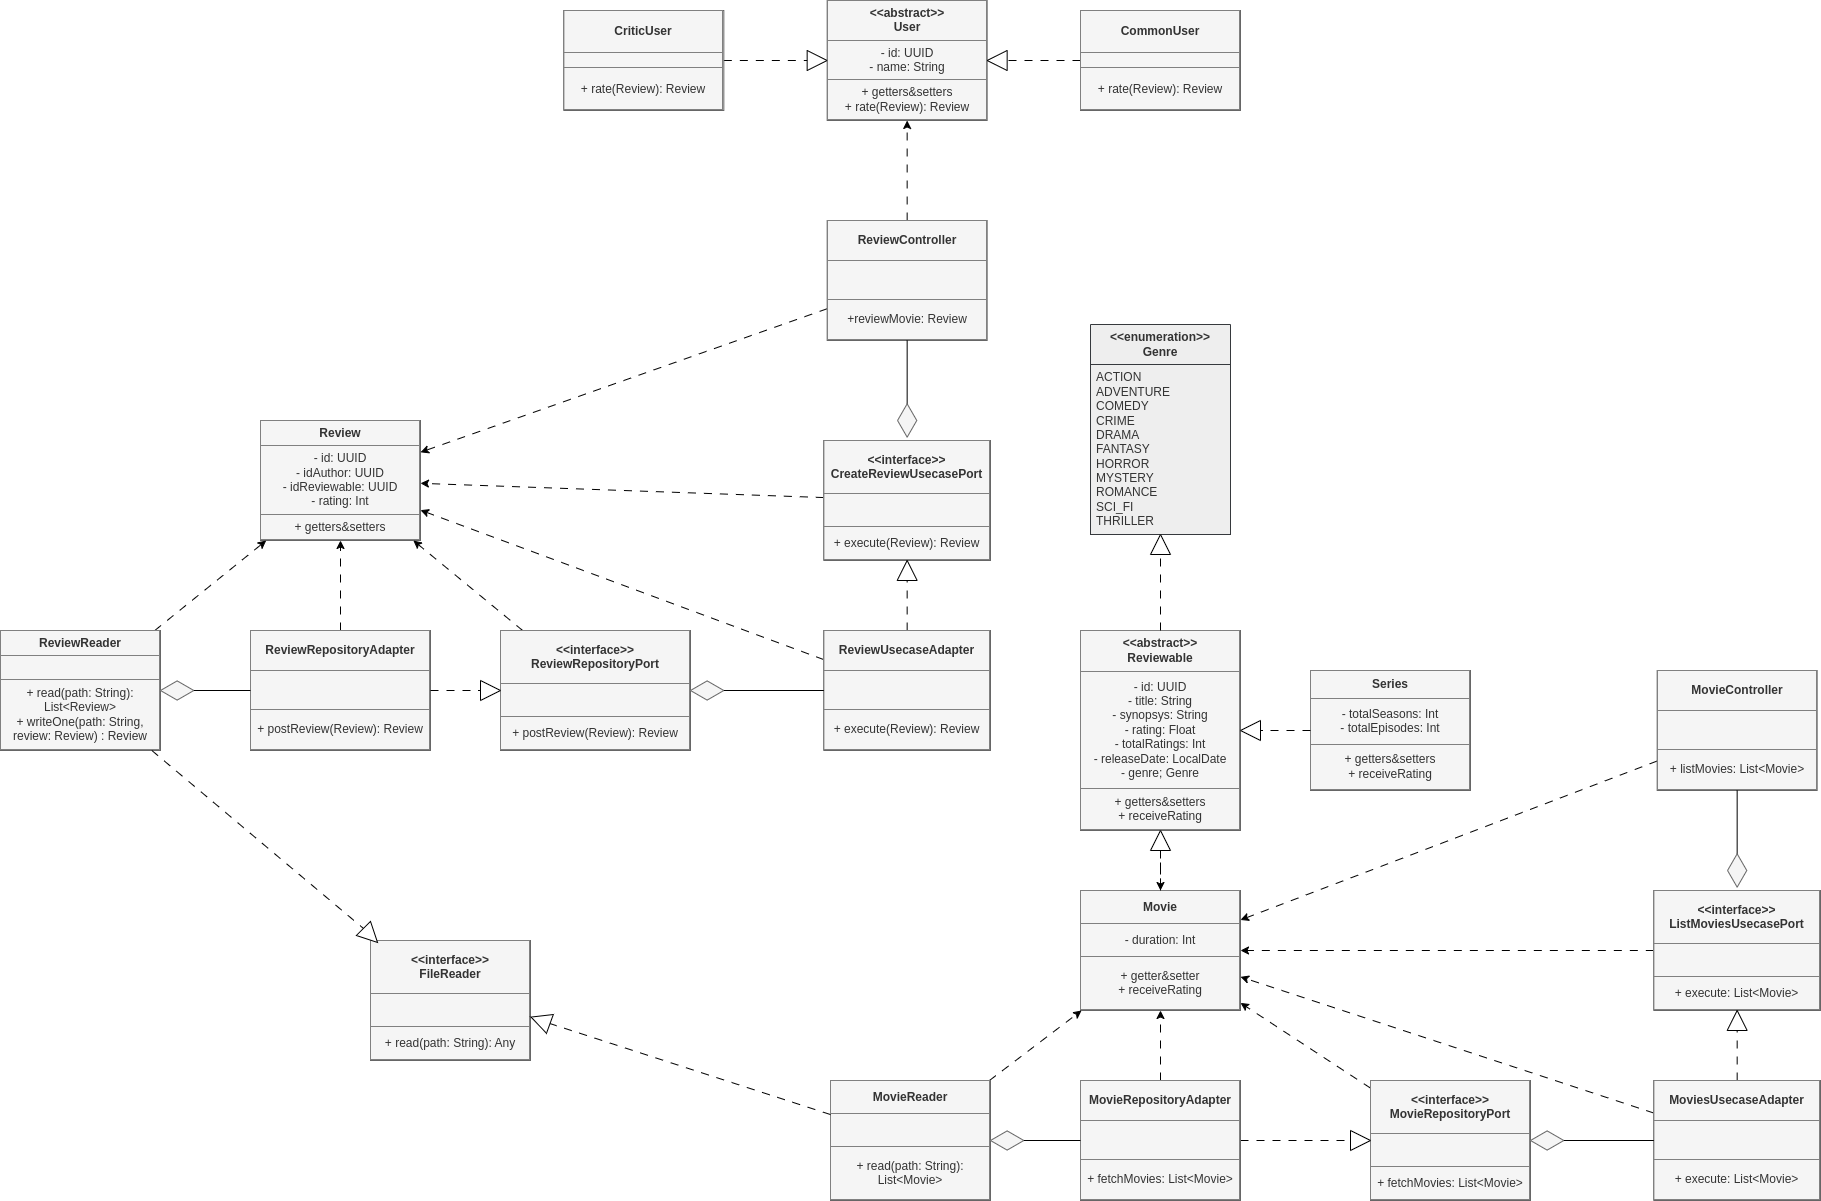 CriticUser
+ rate(Review): Review
<<abstract>>
User
- id: UUID
- name: String
+ getters&setters
+ rate(Review): Review
CommonUser
+ rate(Review): Review
ReviewController
+reviewMovie: Review
<<enumeration>>
Genre
ACTION
ADVENTURE
COMEDY
CRIME
DRAMA
FANTASY
HORROR
MYSTERY
ROMANCE
SCI_FI
THRILLER
Review
- id: UUID
- idAuthor: UUID
- idReviewable: UUID
- rating: Int
+ getters&setters
<<interface>>
CreateReviewUsecasePort
+ execute(Review): Review
ReviewReader
+ read(path: String):
List<Review>
+ writeOne(path: String,
review: Review) : Review
ReviewRepositoryAdapter
+ postReview(Review): Review
<<interface>>
ReviewRepositoryPort
+ postReview(Review): Review
ReviewUsecaseAdapter
+ execute(Review): Review
<<abstract>>
Reviewable
- id: UUID
- title: String
- synopsys: String
- rating: Float
- totalRatings: Int
- releaseDate: LocalDate
- genre; Genre
+ getters&setters
+ receiveRating
Series
- totalSeasons: Int
- totalEpisodes: Int
+ getters&setters
+ receiveRating
MovieController
+ listMovies: List<Movie>
Movie
- duration: Int
+ getter&setter
+ receiveRating
<<interface>>
ListMoviesUsecasePort
+ execute: List<Movie>
<<interface>>
FileReader
+ read(path: String): Any
MovieReader
+ read(path: String):
List<Movie>
MovieRepositoryAdapter
+ fetchMovies: List<Movie>
<<interface>>
MovieRepositoryPort
+ fetchMovies: List<Movie>
MoviesUsecaseAdapter
+ execute: List<Movie>